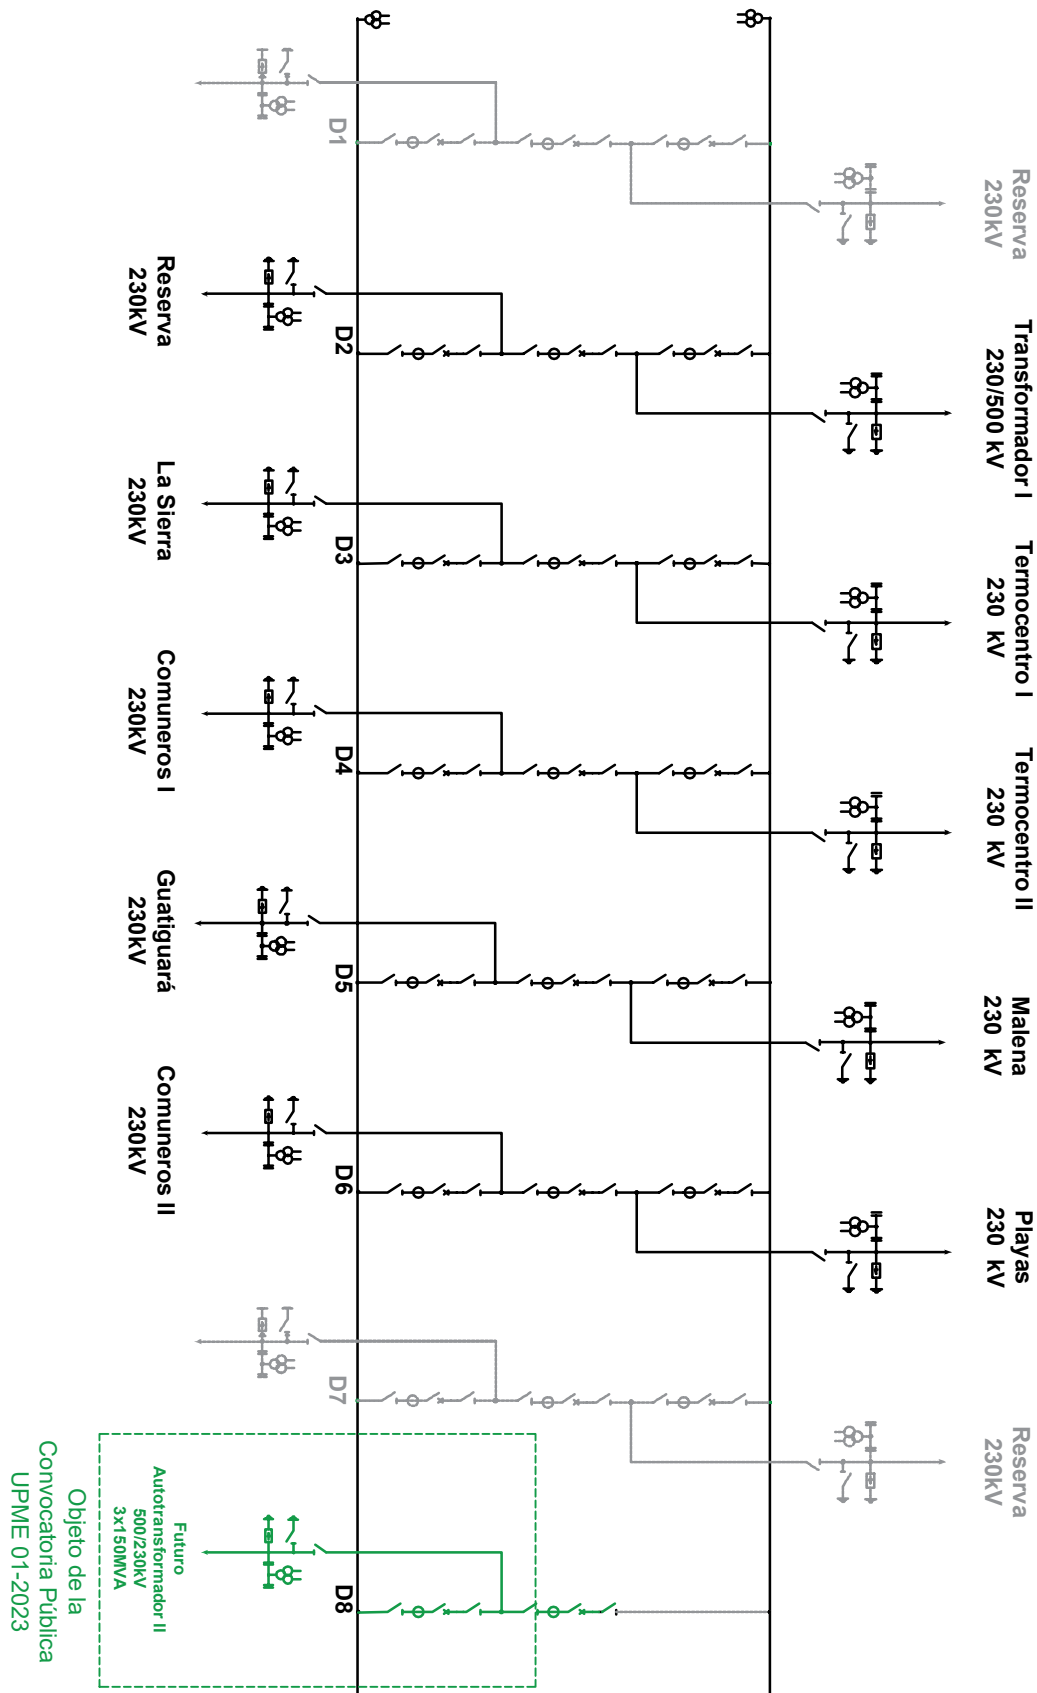 Reserva
230kV
Transformador I
230/500 kV
Termocentro I
230 kV
Termocentro II
230 kV
Malena
230 kV
Playas
230 kV
Reserva
230kV
D1
D2
D3
D4
D5
D6
D7
D8
Reserva
230kV
La Sierra
230kV
Comuneros I
230kV
Guatiguará
230kV
Comuneros II
230kV
Futuro
Autotransformador II
500/230kV
3x150MVA
Objeto de la
Convocatoria Pública
UPME 01-2023